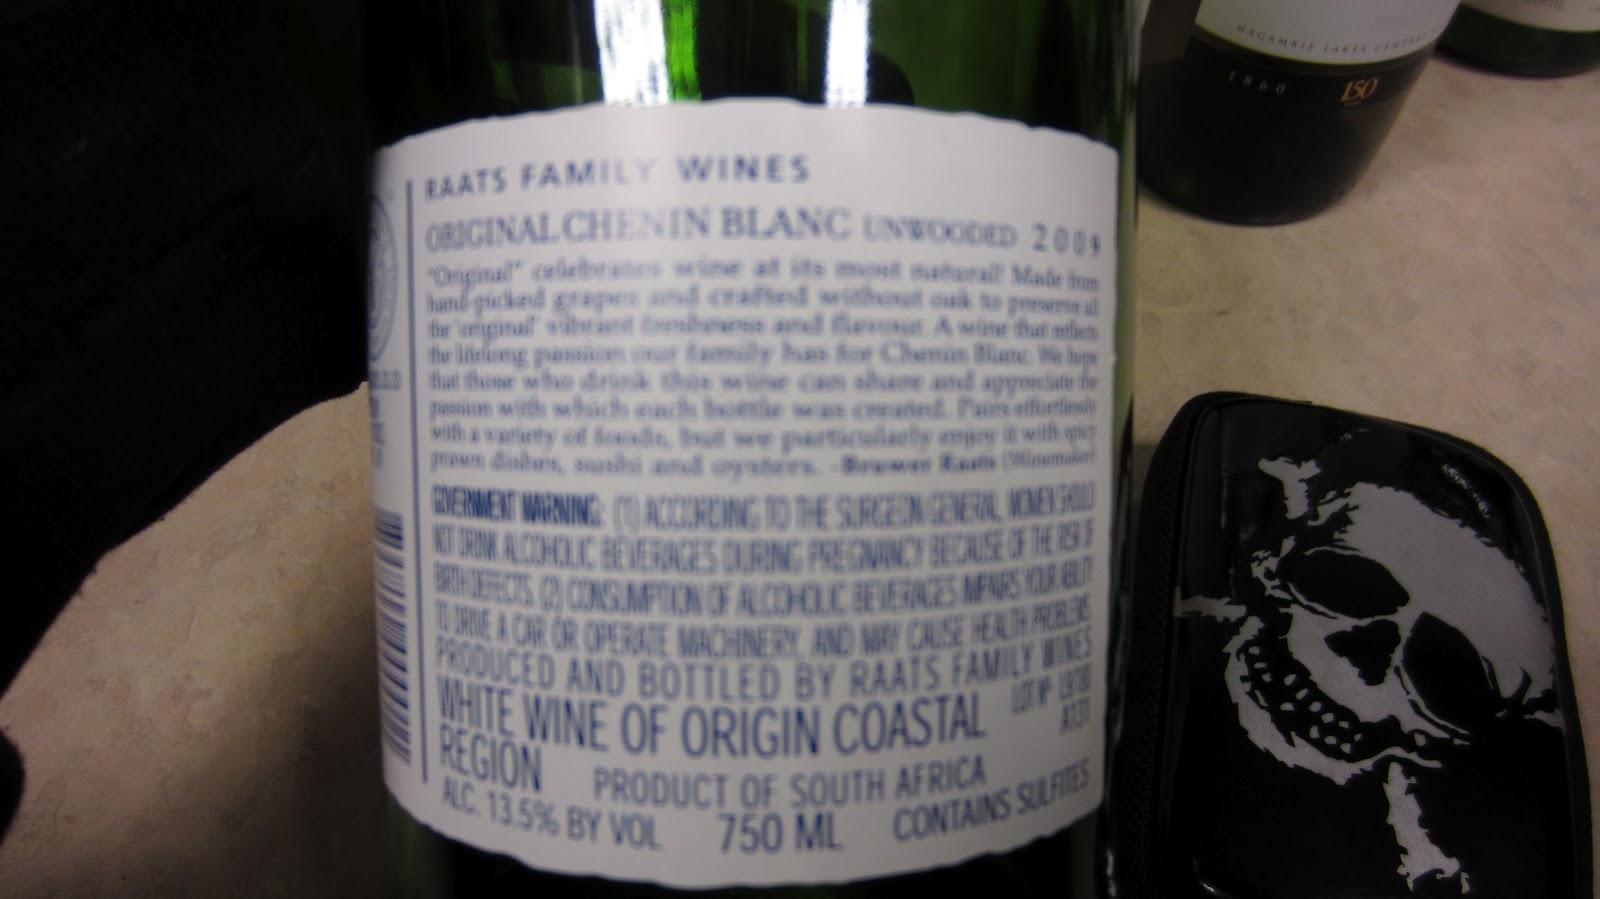 RAATS FAMILY WINES
ORIGINAL CHENIN BLANC UNWOODED 2009
"Original" celebrates wine at its most natural! Made from
hand-picked grapes and crafted without oak to preserve all
the 'original' vibrant freshness and flavour. A wine that reflects
the lifelong passion our family has for Chenin Blanc. We hope
that those who drink this wine can share and appreciate the
passion with which each bottle was created. Pairs effortlessly
with a variety of foods, but we particularly enjoy it with spicy
prawn dishes, sushi and oysters. -Bruwer Raats (Winemaker)
GOVERNMENT WARNING: (1) ACCORDING TO THE SURGEON GENERAL, WOMEN SHOULD
NOT DRINK ALCOHOLIC BEVERAGES DURING PREGNANCY BECAUSE OF THE RISK OF
BIRTH DEFECTS. (2) CONSUMPTION OF ALCOHOLIC BEVERAGES IMPAIRS YOUR ABILITY
TO DRIVE A CAR OR OPERATE MACHINERY, AND MAY CAUSE HEALTH PROBLEMS.
PRODUCED AND BOTTLED BY RAATS FAMILY WINES
WHITE WINE OF ORIGIN COASTAL
REGION
PRODUCT OF SOUTH AFRICA
ALC. 13.5% BY VOL 750 ML CONTAINS SULFITES
NAGAMBIE LAKES CENTRAL
1860 150